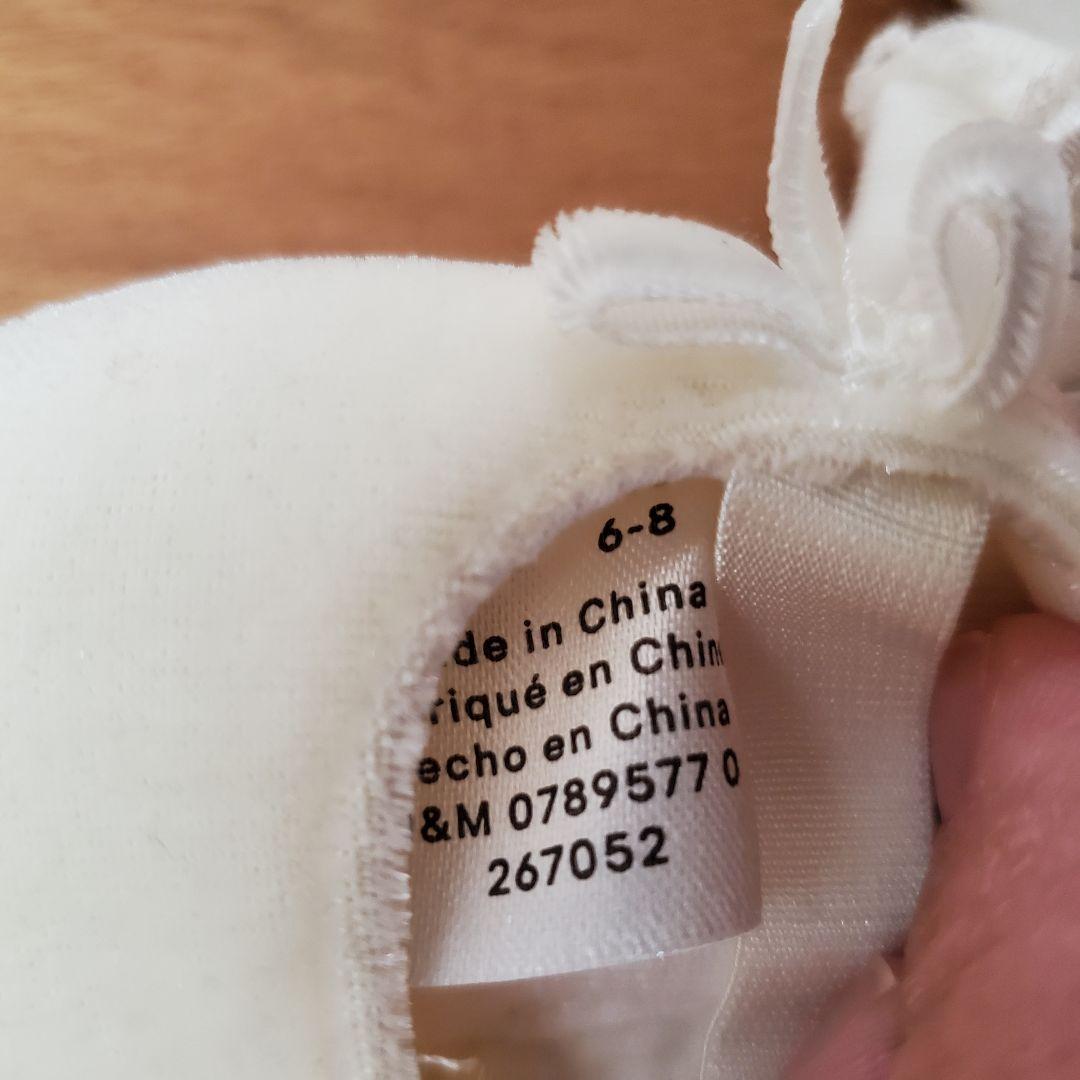 6-8
de in China
riqué en Chin
echo en China
&M 0789577 0
267052